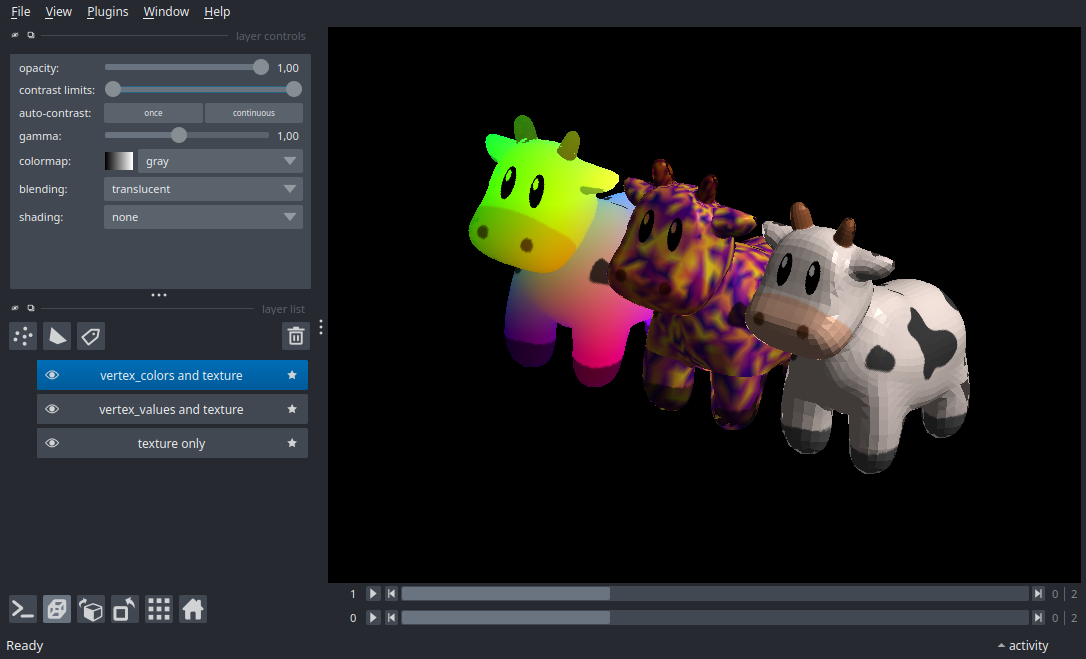 File View Plugins Window Help
layer controls
opacity: 1,00
contrast limits:
auto-contrast: once continuous
gamma: 1,00
colormap: gray
blending: translucent
shading: none
layer list
vertex_colors and texture
vertex_values and texture
texture only
1 0 | 2
0 0 | 2
Ready activity